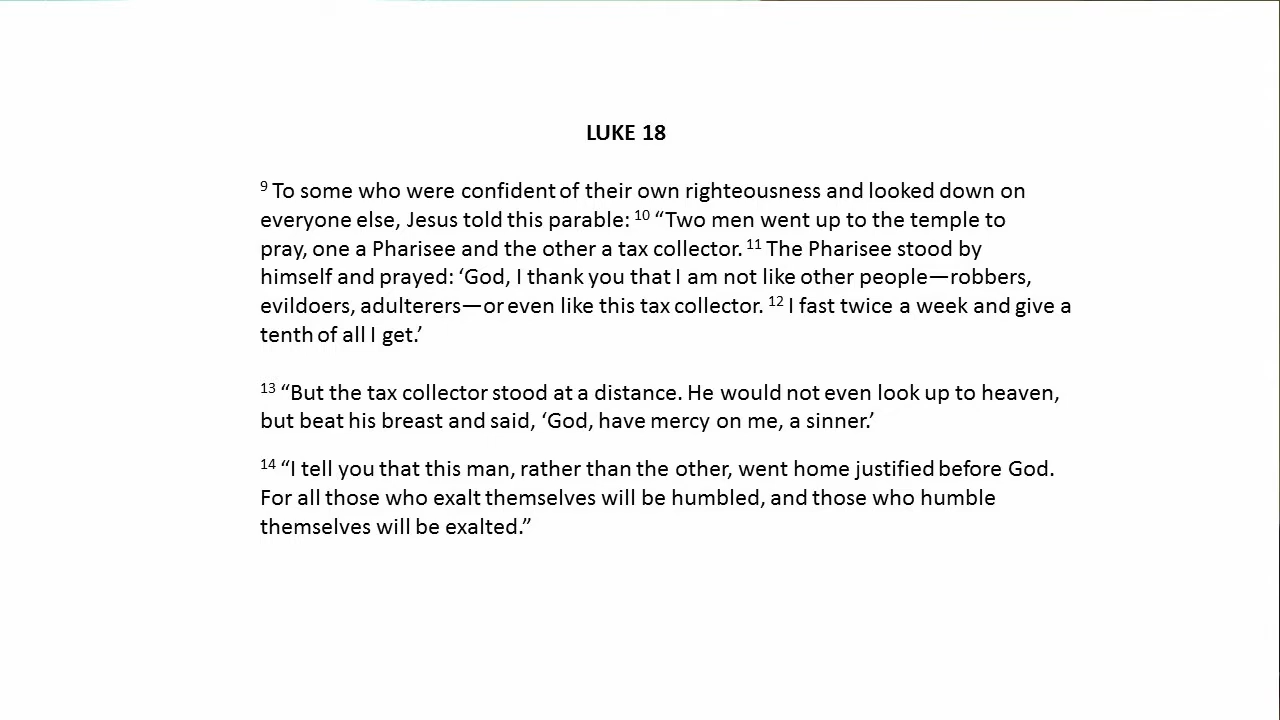 LUKE 18
9 To some who were confident of their own righteousness and looked down on
everyone else, Jesus told this parable: 10 “Two men went up to the temple to
pray, one a Pharisee and the other a tax collector. 11 The Pharisee stood by
himself and prayed: ‘God, I thank you that I am not like other people—robbers,
evildoers, adulterers—or even like this tax collector. 12 I fast twice a week and give a
tenth of all I get.’
13 “But the tax collector stood at a distance. He would not even look up to heaven,
but beat his breast and said, ‘God, have mercy on me, a sinner.’
14 “I tell you that this man, rather than the other, went home justified before God.
For all those who exalt themselves will be humbled, and those who humble
themselves will be exalted.”